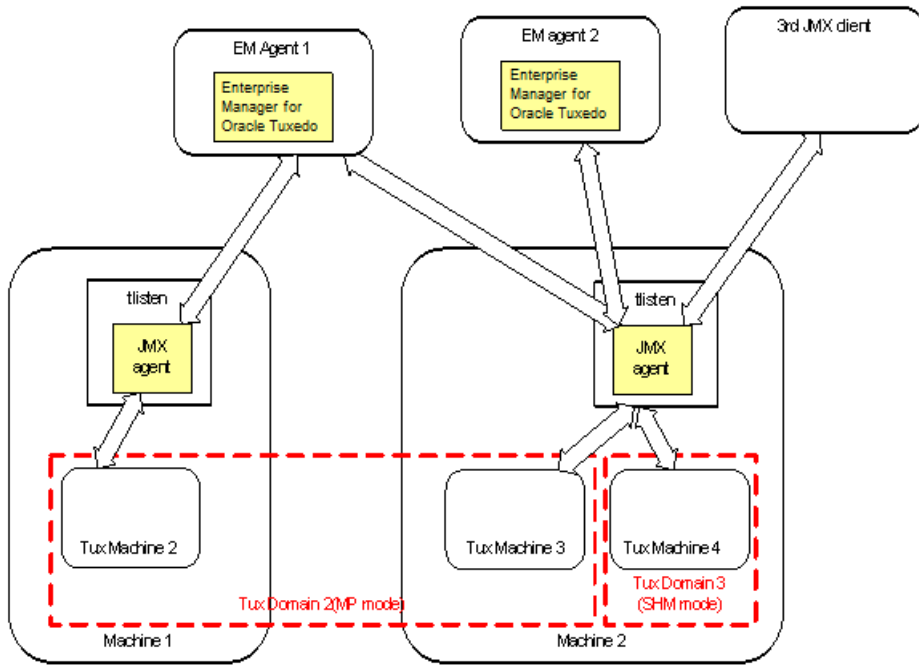 EM Agent 1
Enterprise
Manager for
Oracle Tuxedo
EM agent 2
Enterprise
Manager for
Oracle Tuxedo
3rd JMX client
tlisten
JMX
agent
tlisten
JMX
agent
Tux Machine 2
Tux Machine 3
Tux Machine 4
Tux Domain 2(MP mode)
Tux Domain 3
(SHM mode)
Machine 1
Machine 2